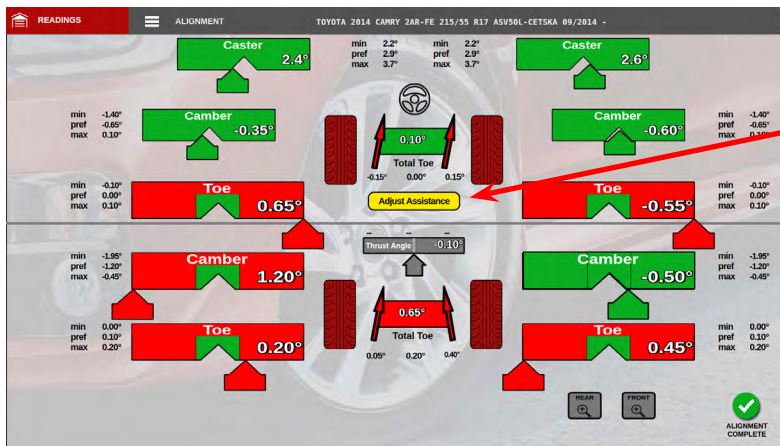 READINGS
ALIGNMENT
TOYOTA 2014 CAMRY 2AR-FE 215/55 R17 ASV50L-CETSKA 09/2014 -
Caster
2.4°
min 2.2° min 2.2°
pref 2.9° pref 2.9°
max 3.7° max 3.7°
Caster
2.6°
min -1.40°
pref -0.65°
max 0.10°
Camber
-0.35°
0.10°
Total Toe
-0.15° 0.00° 0.15°
Camber
-0.60°
min -1.40°
pref -0.65°
max 0.10°
min -0.10°
pref 0.00°
max 0.10°
Toe
0.65°
Adjust Assistance
Toe
-0.55°
min -0.10°
pref 0.00°
max 0.10°
– – –
Thrust Angle -0.10°
min -1.95°
pref -1.20°
max -0.45°
Camber
1.20°
Camber
-0.50°
min -1.95°
pref -1.20°
max -0.45°
0.65°
Total Toe
0.05° 0.20° 0.40°
min 0.00°
pref 0.10°
max 0.20°
Toe
0.20°
Toe
0.45°
min 0.00°
pref 0.10°
max 0.20°
REAR FRONT
ALIGNMENT
COMPLETE